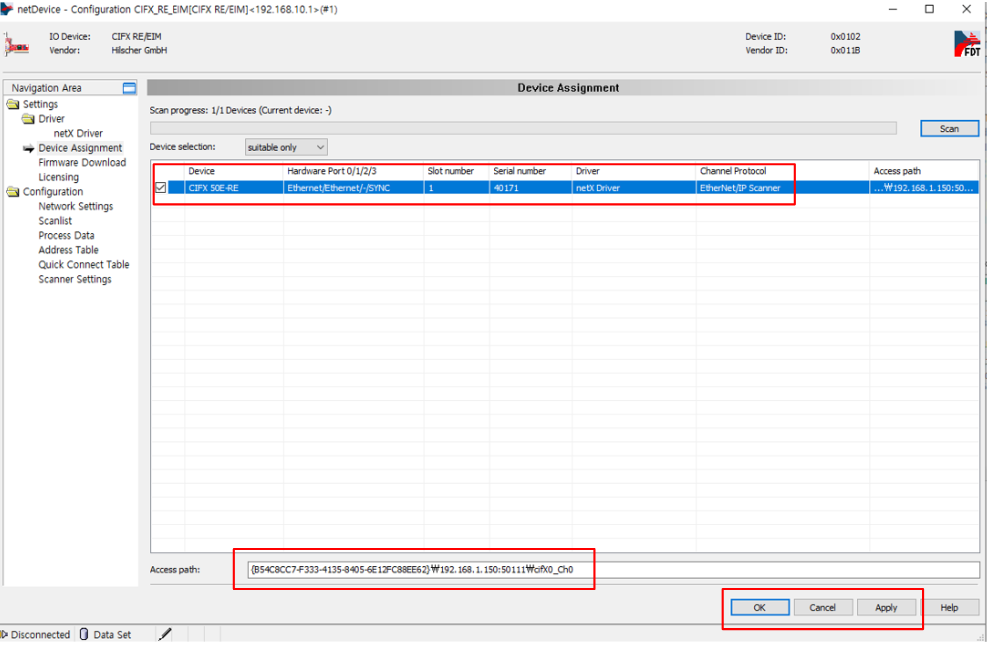 netDevice - Configuration CIFX_RE_EIM[CIFX RE/EIM]<192.168.10.1>(#1)
IO Device: CIFX RE/EIM Device ID: 0x0102
Vendor: Hilscher GmbH Vendor ID: 0x011B
FDT
Navigation Area
Settings
Driver
netX Driver
Device Assignment
Firmware Download
Licensing
Configuration
Network Settings
Scanlist
Process Data
Address Table
Quick Connect Table
Scanner Settings
Device Assignment
Scan progress: 1/1 Devices (Current device: -)
Scan
Device selection: suitable only
Device Hardware Port 0/1/2/3 Slot number Serial number Driver Channel Protocol Access path
CIFX 50E-RE Ethernet/Ethernet/-/SYNC 1 40171 netX Driver EtherNet/IP Scanner ...₩192.168.1.150:50...
Access path: {B54C8CC7-F333-4135-8405-6E12FC88EE62}₩192.168.1.150:50111₩cifX0_Ch0
OK Cancel Apply Help
Disconnected Data Set